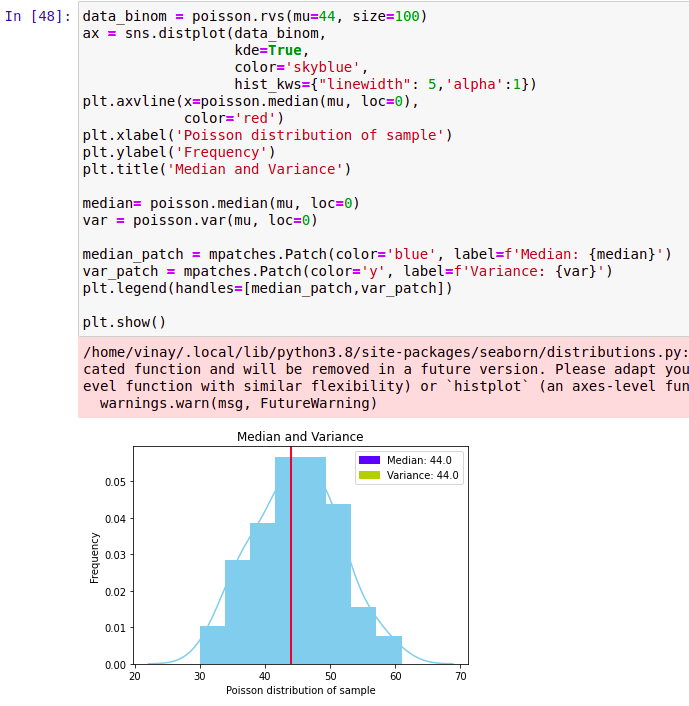 In [48]:
data_binom = poisson.rvs(mu=44, size=100)
ax = sns.distplot(data_binom,
                  kde=True,
                  color='skyblue',
                  hist_kws={"linewidth": 5,'alpha':1})
plt.axvline(x=poisson.median(mu, loc=0),
            color='red')
plt.xlabel('Poisson distribution of sample')
plt.ylabel('Frequency')
plt.title('Median and Variance')
median= poisson.median(mu, loc=0)
var = poisson.var(mu, loc=0)
median_patch = mpatches.Patch(color='blue', label=f'Median: {median}')
var_patch = mpatches.Patch(color='y', label=f'Variance: {var}')
plt.legend(handles=[median_patch,var_patch])
plt.show()
/home/vinay/.local/lib/python3.8/site-packages/seaborn/distributions.py:
cated function and will be removed in a future version. Please adapt you
evel function with similar flexibility) or `histplot` (an axes-level fun
  warnings.warn(msg, FutureWarning)
Median and Variance
Median: 44.0
Variance: 44.0
0.05
0.04
0.03
0.02
0.01
0.00
Frequency
20 30 40 50 60 70
Poisson distribution of sample